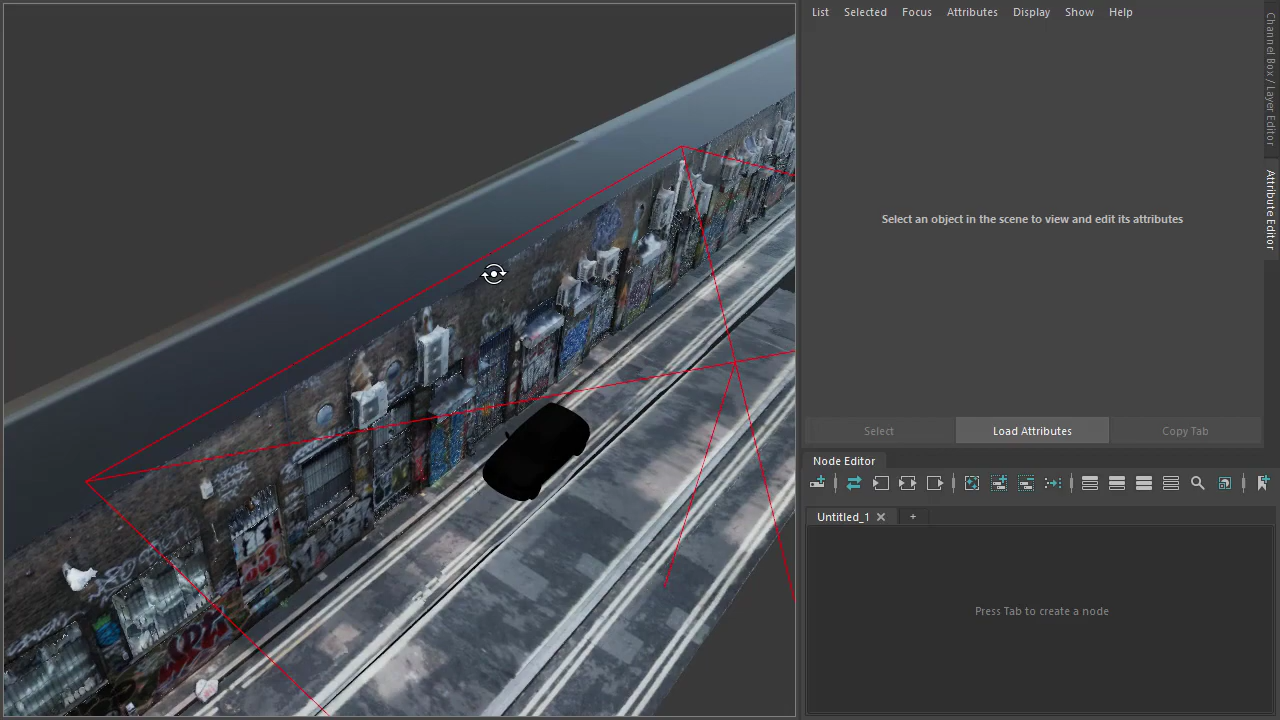 List Selected Focus Attributes Display Show Help
Channel Box / Layer Editor
Attribute Editor
Select an object in the scene to view and edit its attributes
Select Load Attributes Copy Tab
Node Editor
Untitled_1
Press Tab to create a node